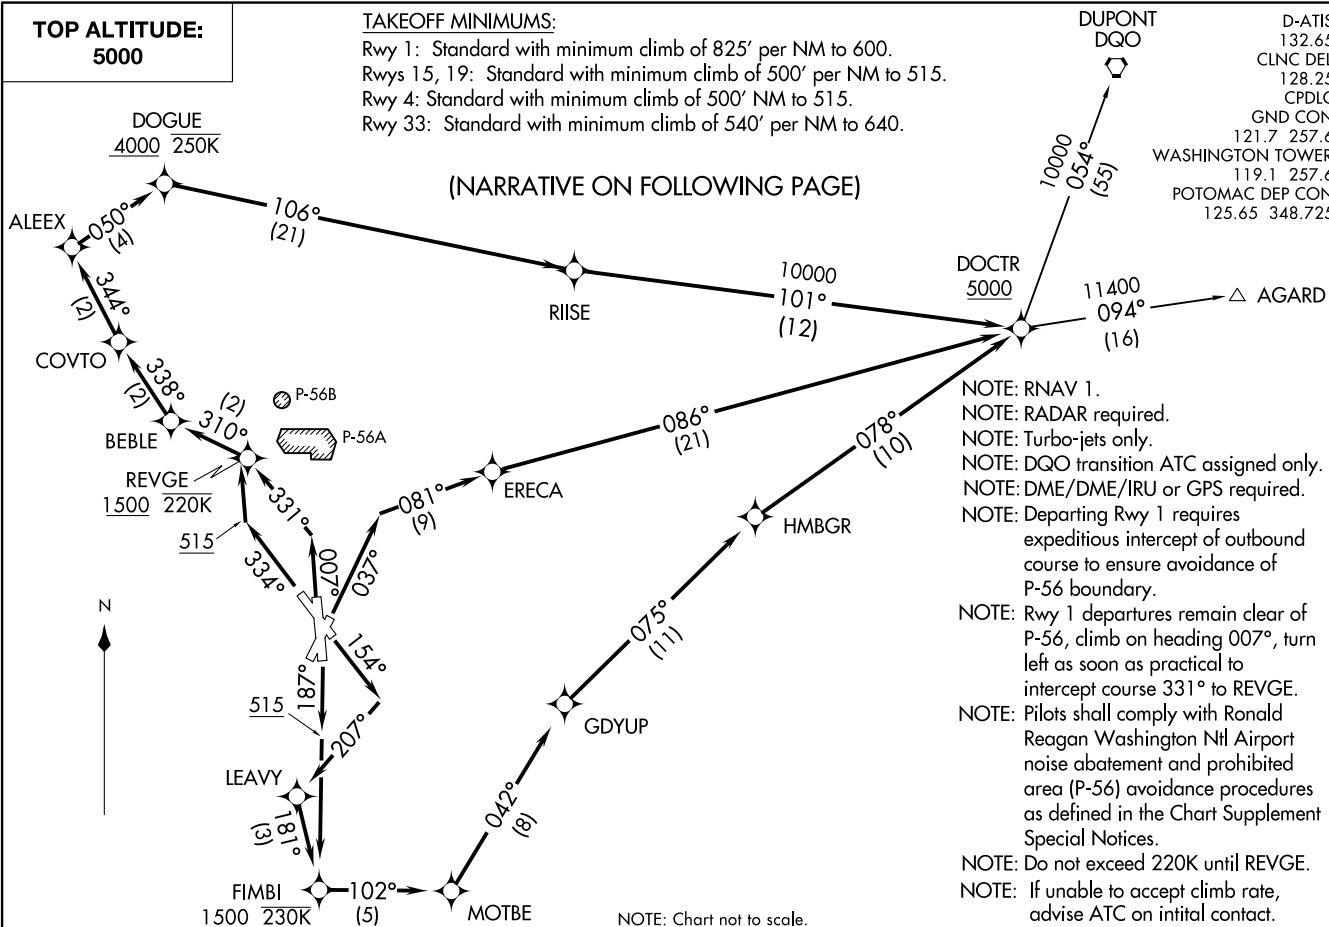 TOP ALTITUDE:
5000
TAKEOFF MINIMUMS:
Rwy 1: Standard with minimum climb of 825' per NM to 600.
Rwys 15, 19: Standard with minimum climb of 500' per NM to 515.
Rwy 4: Standard with minimum climb of 500' NM to 515.
Rwy 33: Standard with minimum climb of 540' per NM to 640.
(NARRATIVE ON FOLLOWING PAGE)
DUPONT
DQO
D-ATIS
132.65
CLNC DEL
128.25
CPDLC
GND CON
121.7 257.6
WASHINGTON TOWER
119.1 257.6
POTOMAC DEP CON
125.65 348.725
10000
054°
(55)
DOGUE
4000 250K
ALEEX
050°
(4)
106°
(21)
RIISE
10000
101°
(12)
DOCTR
5000
11400
094°
(16)
AGARD
344°
(2)
COVTO
338°
(2)
BEBLE
(2)
310°
P-56B
P-56A
REVGE
1500 220K
331°
515
334°
007°
037°
081°
(9)
ERECA
086°
(21)
078°
(10)
HMBGR
075°
(11)
GDYUP
N
154°
187°
515
207°
LEAVY
181°
(3)
FIMBI
1500 230K
102°
(5)
MOTBE
042°
(8)
NOTE: RNAV 1.
NOTE: RADAR required.
NOTE: Turbo-jets only.
NOTE: DQO transition ATC assigned only.
NOTE: DME/DME/IRU or GPS required.
NOTE: Departing Rwy 1 requires
expeditious intercept of outbound
course to ensure avoidance of
P-56 boundary.
NOTE: Rwy 1 departures remain clear of
P-56, climb on heading 007°, turn
left as soon as practical to
intercept course 331° to REVGE.
NOTE: Pilots shall comply with Ronald
Reagan Washington Ntl Airport
noise abatement and prohibited
area (P-56) avoidance procedures
as defined in the Chart Supplement
Special Notices.
NOTE: Do not exceed 220K until REVGE.
NOTE: If unable to accept climb rate,
advise ATC on intital contact.
NOTE: Chart not to scale.